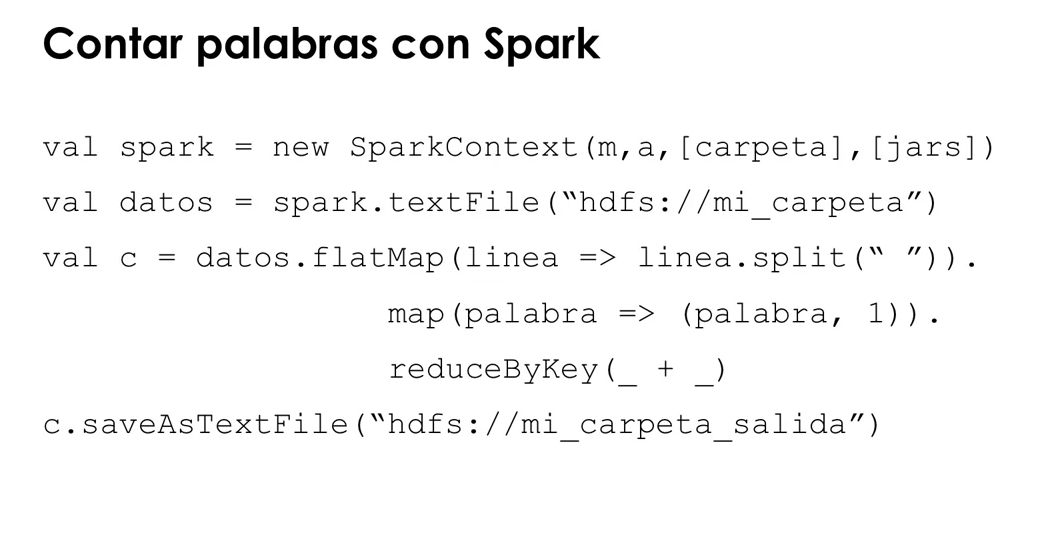 Contar palabras con Spark
val spark = new SparkContext(m,a,[carpeta],[jars])
val datos = spark.textFile(“hdfs://mi_carpeta”)
val c = datos.flatMap(linea => linea.split(“ ”)).
map(palabra => (palabra, 1)).
reduceByKey(_ + _)
c.saveAsTextFile(“hdfs://mi_carpeta_salida”)